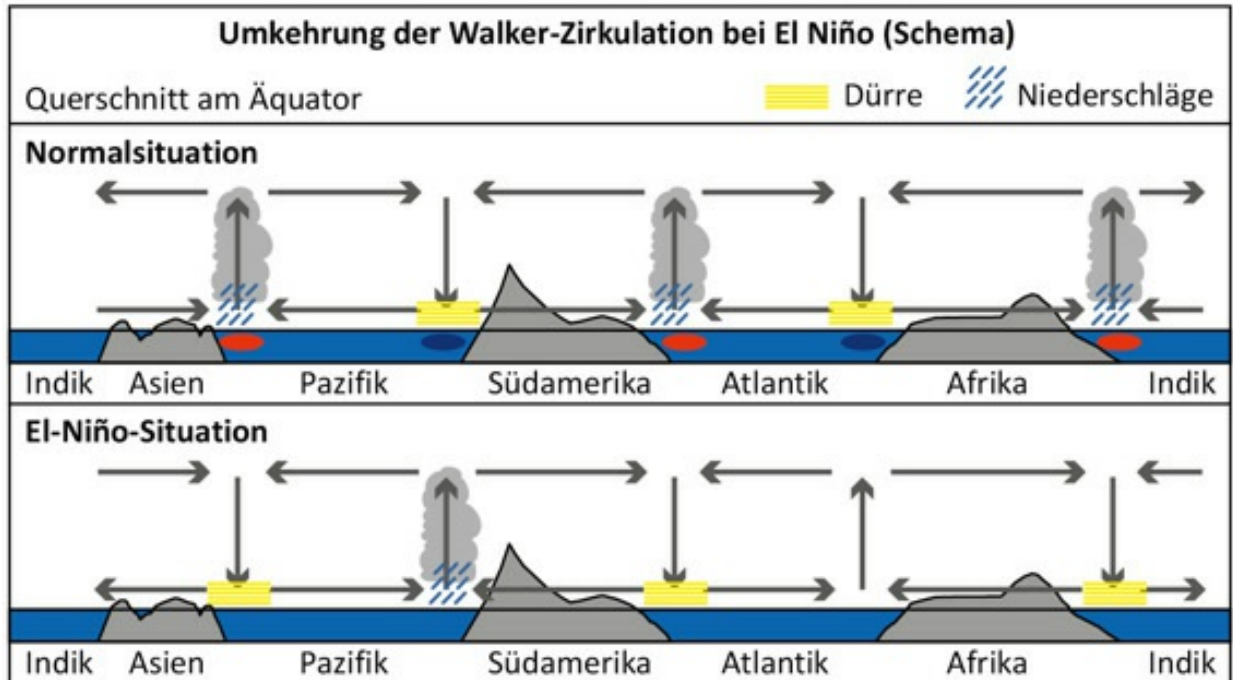 Umkehrung der Walker-Zirkulation bei El Niño (Schema)
Querschnitt am Äquator
Dürre
Niederschläge
Normalsituation
Indik Asien Pazifik Südamerika Atlantik Afrika Indik
El-Niño-Situation
Indik Asien Pazifik Südamerika Atlantik Afrika Indik